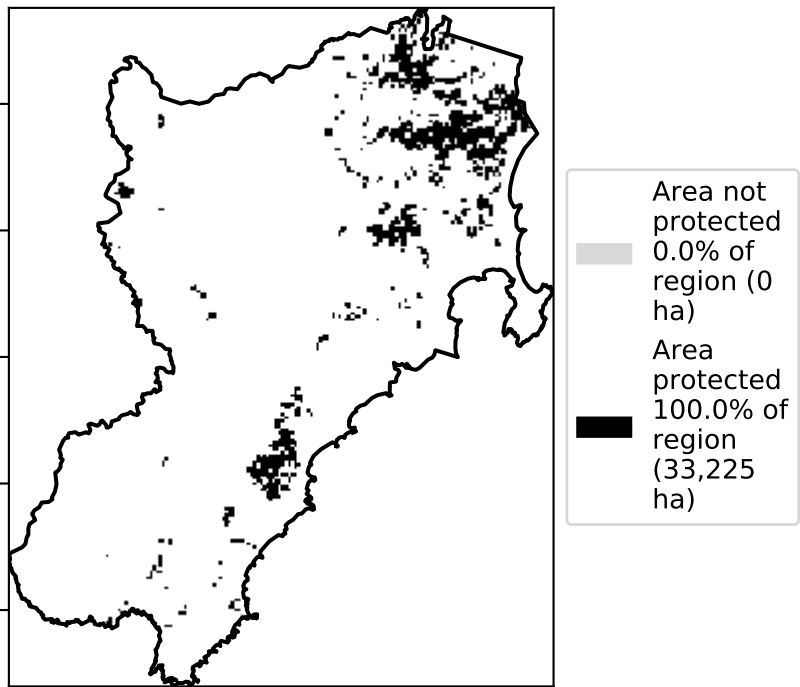 Area not
protected
0.0% of
region (0
ha)
Area
protected
100.0% of
region
(33,225
ha)